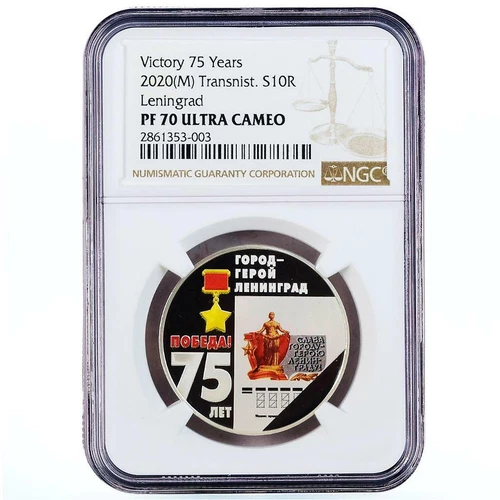 Victory 75 Years
2020(M) Transnist. S10R
Leningrad
PF 70 ULTRA CAMEO
2861353-003
NUMISMATIC GUARANTY CORPORATION
NGC
ГОРОД-
ГЕРОЙ
ЛЕНИНГРАД
ПОБЕДА!
75
ЛЕТ
СЛАВА
ГОРОДУ-
ГЕРОЮ
ЛЕНИН-
ГРАДУ!